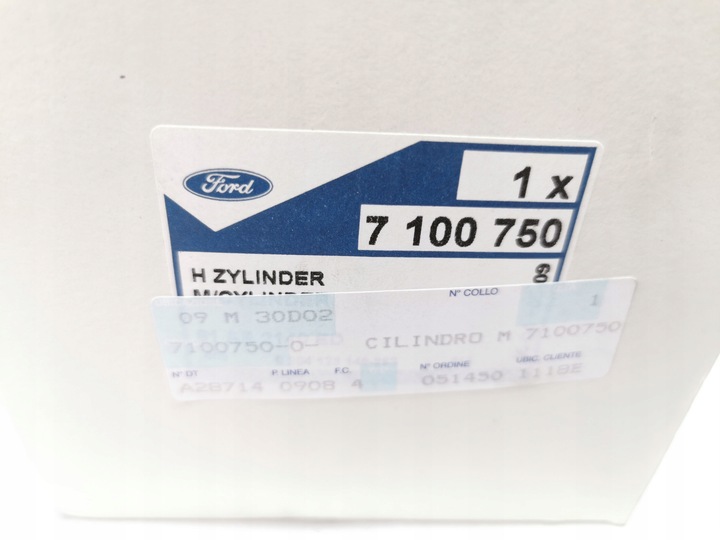 Ford
1 x
7 100 750
H ZYLINDER
N° COLLO
1
09 M 30D02
7100750-0- CILINDRO M 7100750
N° DT P. LINEA F.C. N° ORDINE UBIC. CLIENTE
A28714 0908 4 051450 1118E